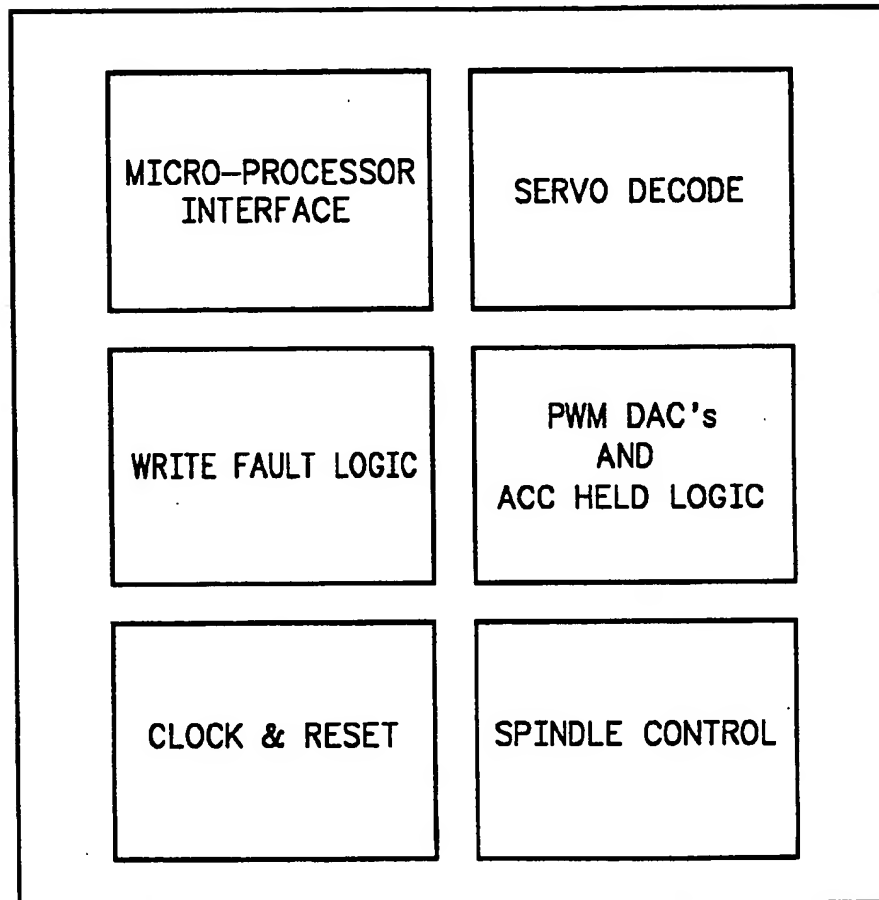 MICRO-PROCESSOR
INTERFACE
SERVO DECODE
WRITE FAULT LOGIC
PWM DAC's
AND
ACC HELD LOGIC
CLOCK & RESET
SPINDLE CONTROL